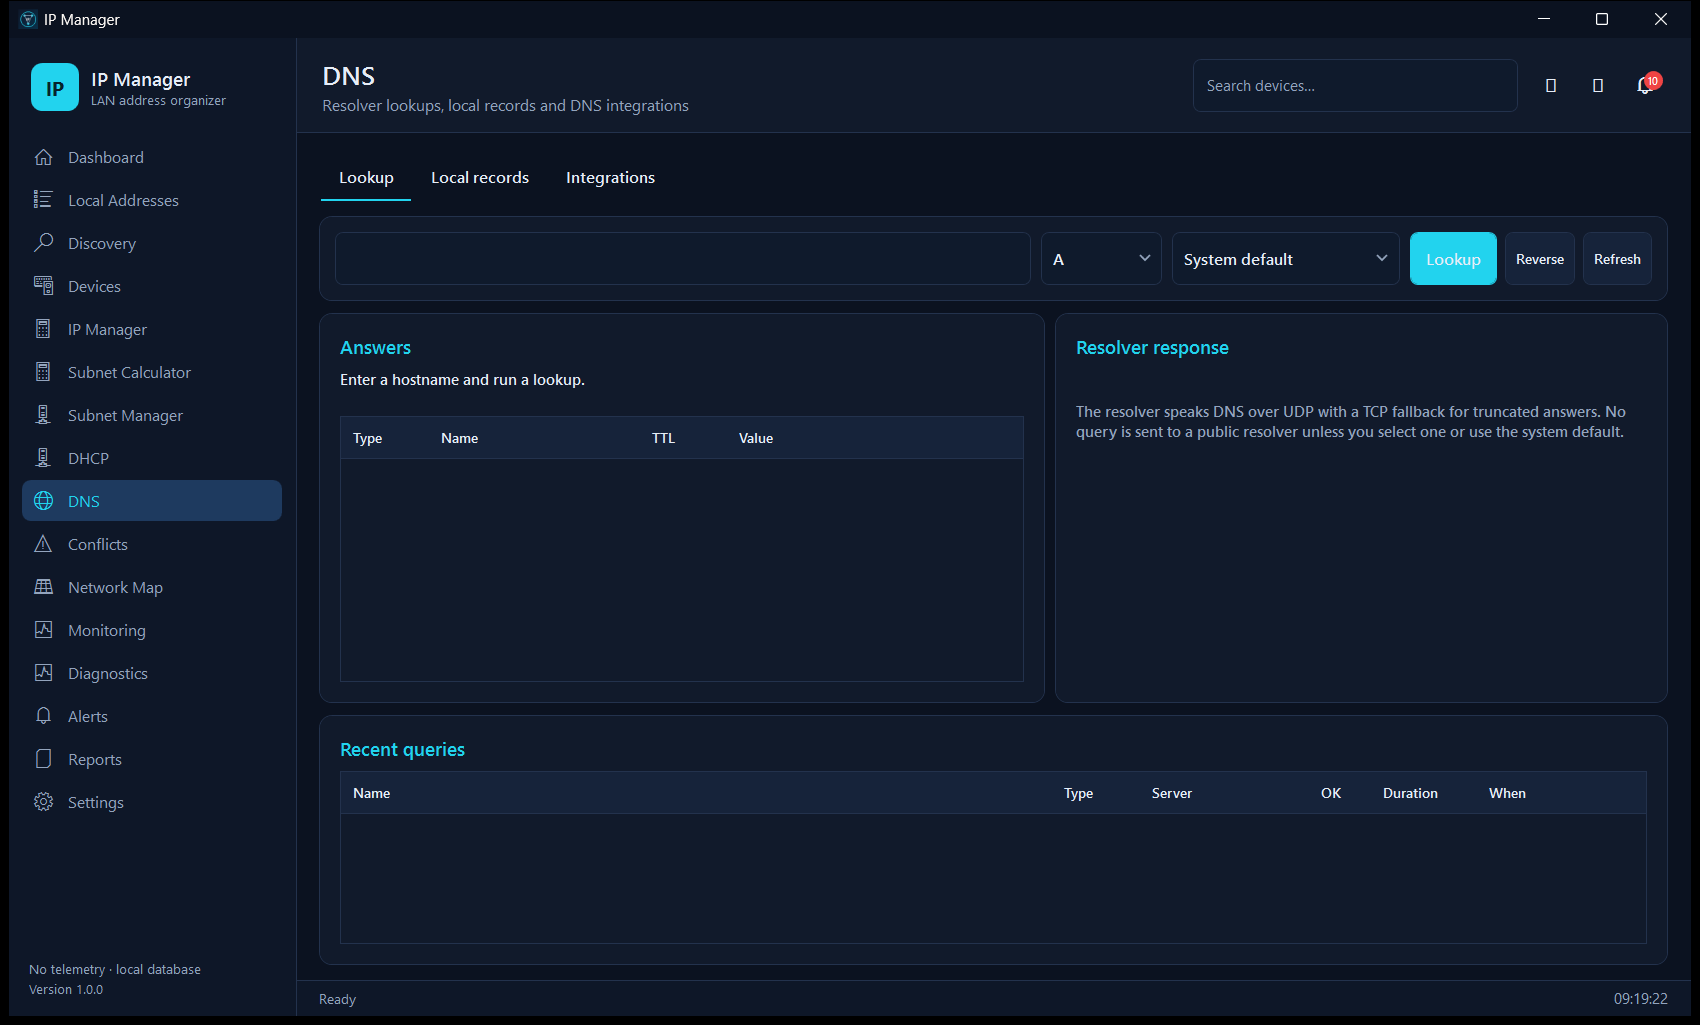 IP Manager
IP
IP Manager
LAN address organizer
Dashboard
Local Addresses
Discovery
Devices
IP Manager
Subnet Calculator
Subnet Manager
DHCP
DNS
Conflicts
Network Map
Monitoring
Diagnostics
Alerts
Reports
Settings
No telemetry · local database
Version 1.0.0
DNS
Resolver lookups, local records and DNS integrations
Search devices...
10
Lookup Local records Integrations
A System default Lookup Reverse Refresh
Answers
Enter a hostname and run a lookup.
Type Name TTL Value
Resolver response
The resolver speaks DNS over UDP with a TCP fallback for truncated answers. No
query is sent to a public resolver unless you select one or use the system default.
Recent queries
Name Type Server OK Duration When
Ready
09:19:22